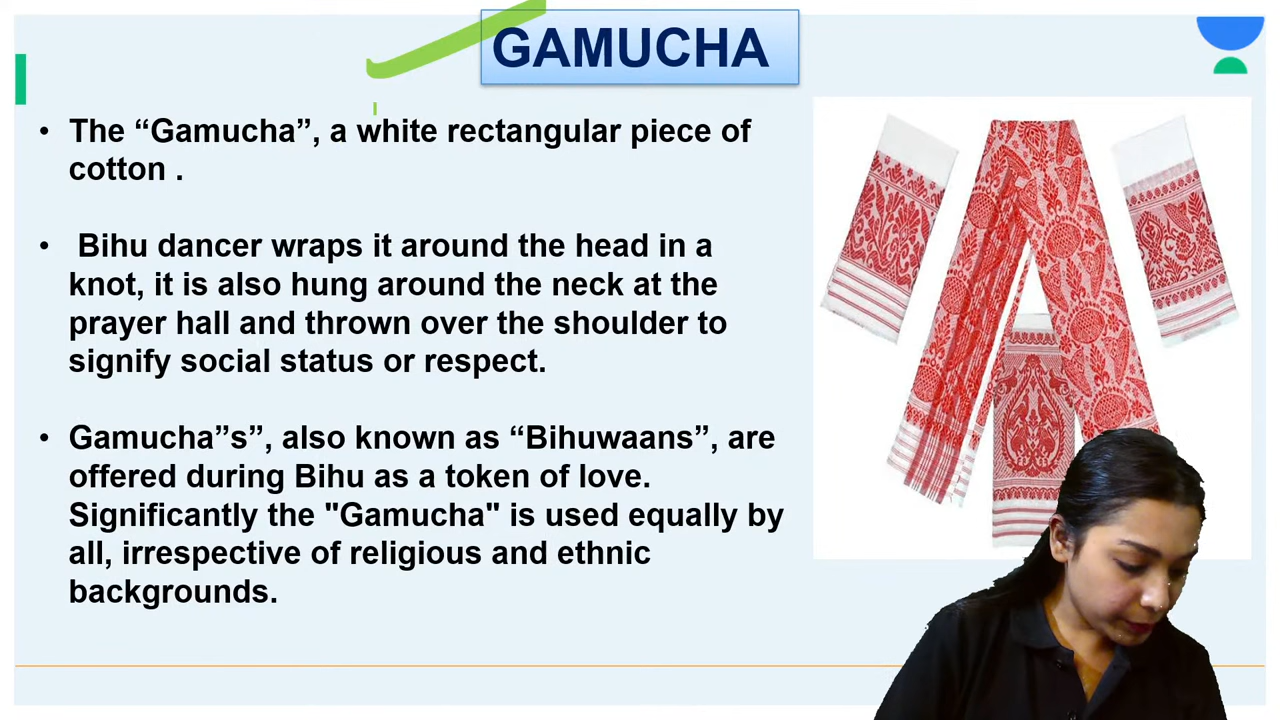 GAMUCHA
• The “Gamucha”, a white rectangular piece of
cotton .
• Bihu dancer wraps it around the head in a
knot, it is also hung around the neck at the
prayer hall and thrown over the shoulder to
signify social status or respect.
• Gamucha”s”, also known as “Bihuwaans”, are
offered during Bihu as a token of love.
Significantly the "Gamucha" is used equally by
all, irrespective of religious and ethnic
backgrounds.